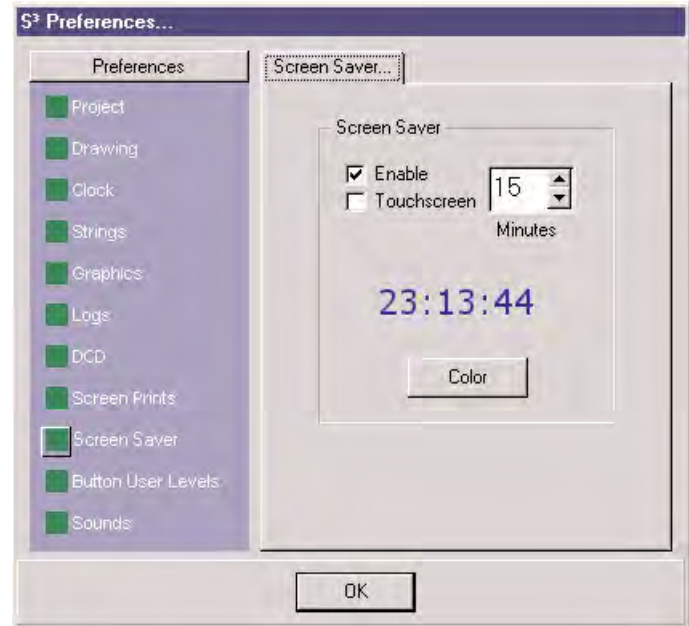 S³ Preferences...
Preferences
Project
Drawing
Clock
Strings
Graphics
Logs
DCD
Screen Prints
Screen Saver
Button User Levels
Sounds
Screen Saver...
Screen Saver
Enable
Touchscreen
15
Minutes
23:13:44
Color
OK